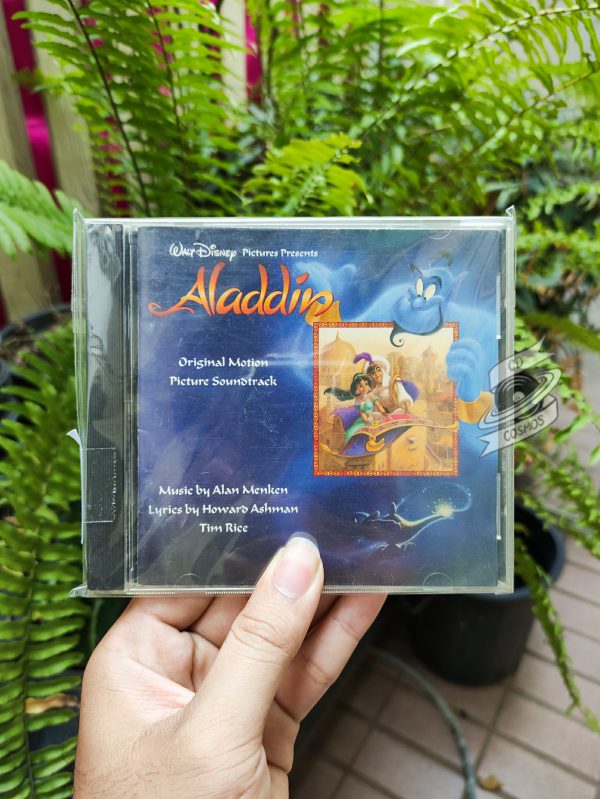 Walt Disney Pictures Presents
Aladdin
Original Motion
Picture Soundtrack
Music by Alan Menken
Lyrics by Howard Ashman
Tim Rice
CD
COSMOS